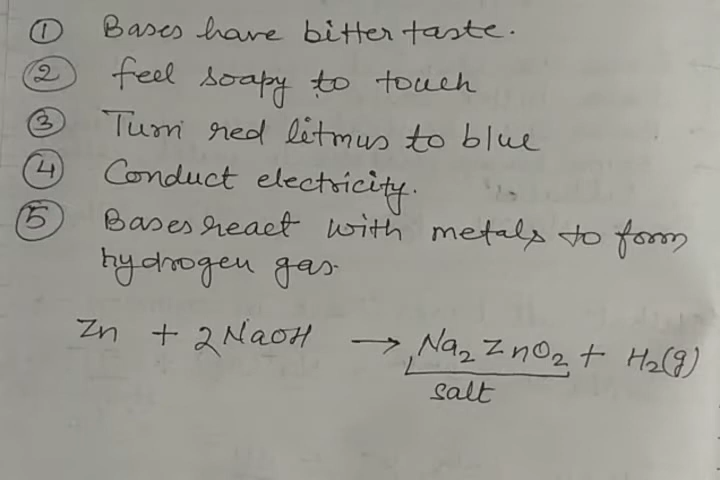 ① Bases have bitter taste.
② feel soapy to touch
③ Turn red litmus to blue
④ Conduct electricity.
⑤ Bases react with metals to form
hydrogen gas.
Zn + 2NaOH → Na₂ZnO₂ + H₂(g)
salt